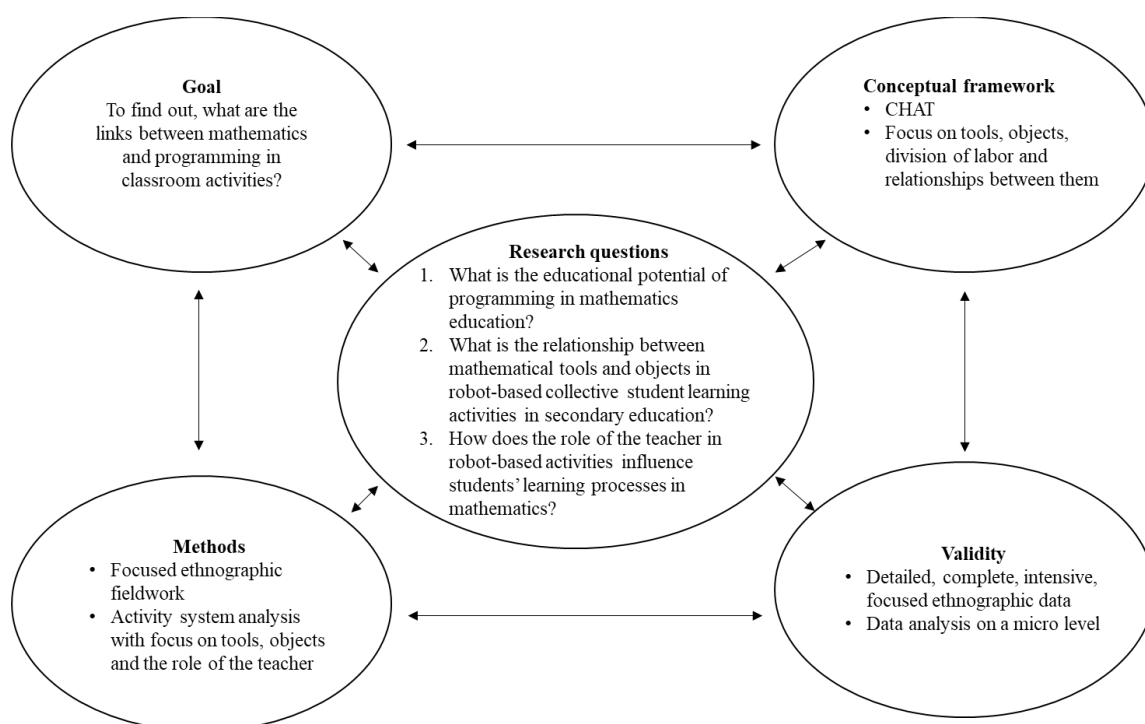 Goal
To find out, what are the
links between mathematics
and programming in
classroom activities?
Conceptual framework
• CHAT
• Focus on tools, objects,
division of labor and
relationships between them
Research questions
1. What is the educational potential of
programming in mathematics
education?
2. What is the relationship between
mathematical tools and objects in
robot-based collective student learning
activities in secondary education?
3. How does the role of the teacher in
robot-based activities influence
students' learning processes in
mathematics?
Methods
• Focused ethnographic
fieldwork
• Activity system analysis
with focus on tools, objects
and the role of the teacher
Validity
• Detailed, complete, intensive,
focused ethnographic data
• Data analysis on a micro level